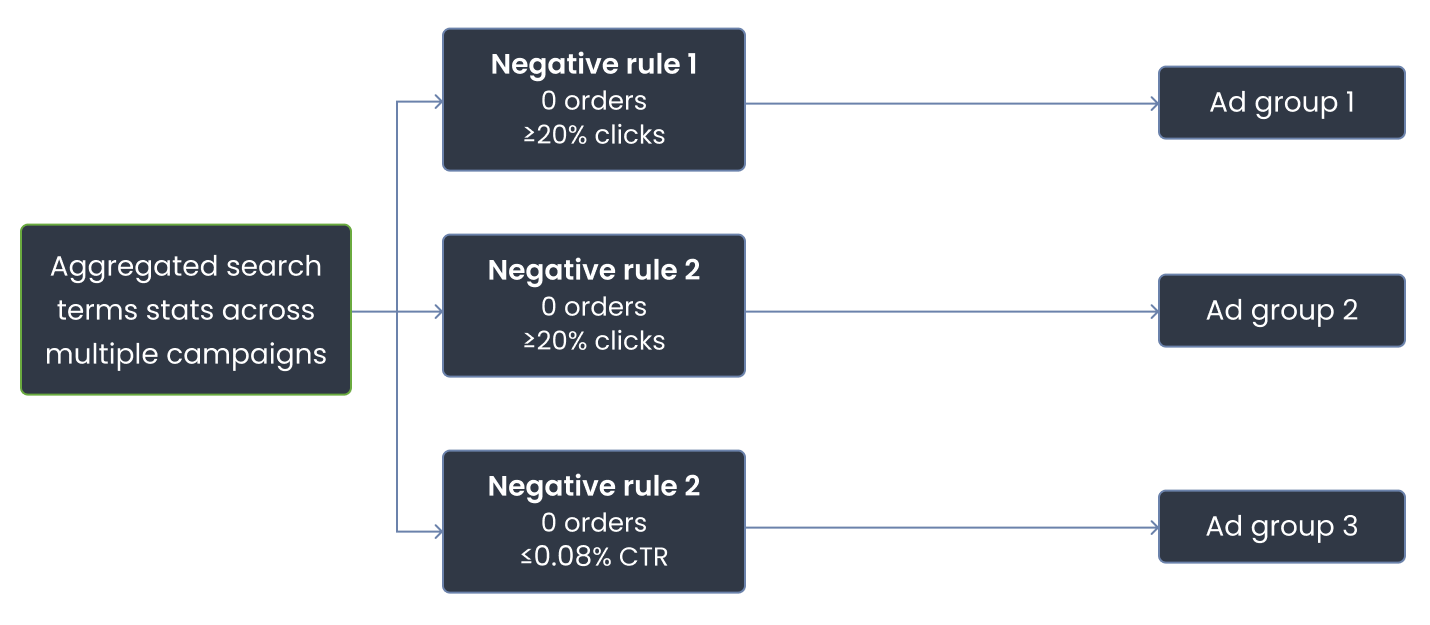 Aggregated search
terms stats across
multiple campaigns
Negative rule 1
0 orders
≥20% clicks
Ad group 1
Negative rule 2
0 orders
≥20% clicks
Ad group 2
Negative rule 2
0 orders
≤0.08% CTR
Ad group 3